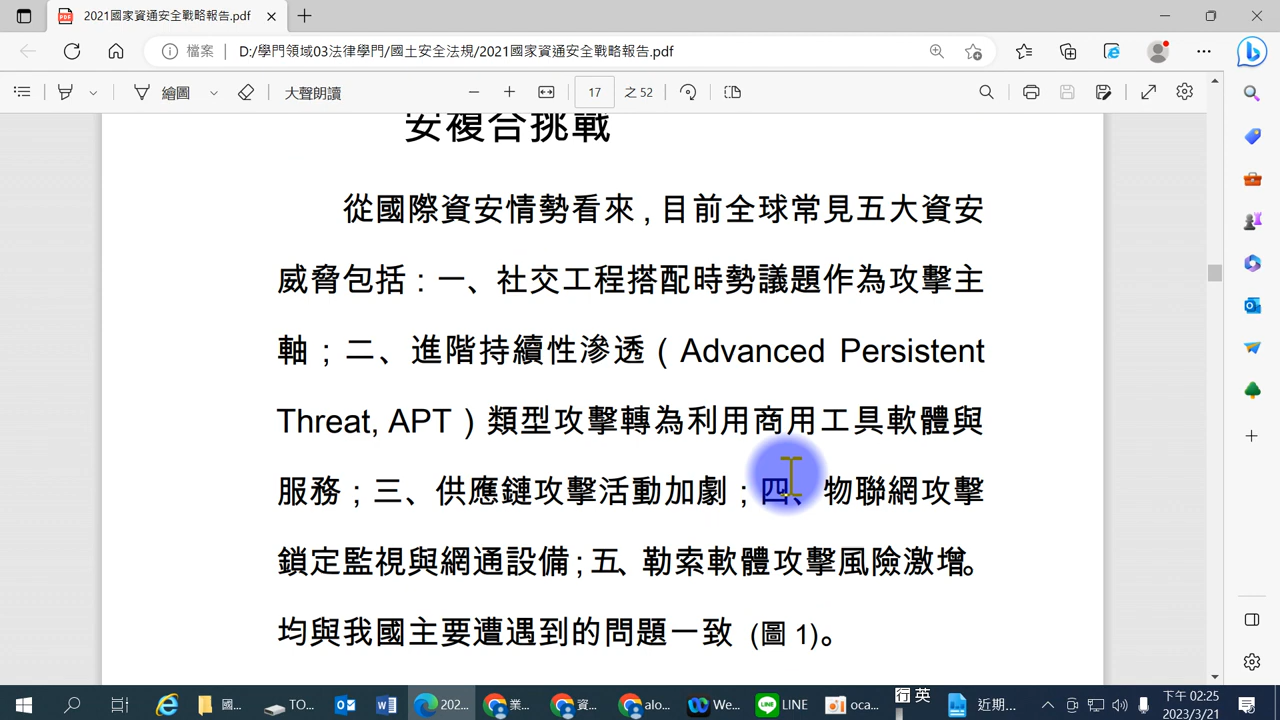 2021國家資通安全戰略報告.pdf
檔案 D:/學門領域03法律學門/國土安全法規/2021國家資通安全戰略報告.pdf
繪圖 大聲朗讀 17 之 52
安複合挑戰
從國際資安情勢看來,目前全球常見五大資安
威脅包括:一、社交工程搭配時勢議題作為攻擊主
軸;二、進階持續性滲透(Advanced Persistent
Threat, APT)類型攻擊轉為利用商用工具軟體與
服務;三、供應鏈攻擊活動加劇;四、物聯網攻擊
鎖定監視與網通設備;五、勒索軟體攻擊風險激增。
均與我國主要遭遇到的問題一致 (圖 1)。
國... TO... 202... 業... 資... alo... We... LINE oca... 行 英 近期... 下午 02:25
2023/3/21